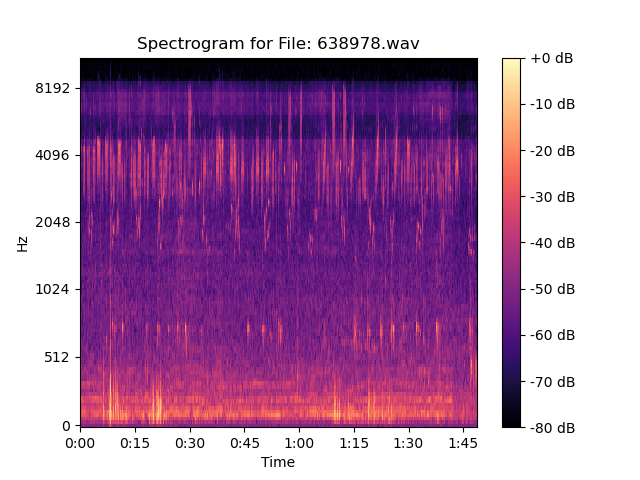 Spectrogram for File: 638978.wav
+0 dB
8192
-10 dB
4096
-20 dB
-30 dB
2048
Hz
-40 dB
1024
-50 dB
-60 dB
512
-70 dB
0
-80 dB
0:00 0:15 0:30 0:45 1:00 1:15 1:30 1:45
Time